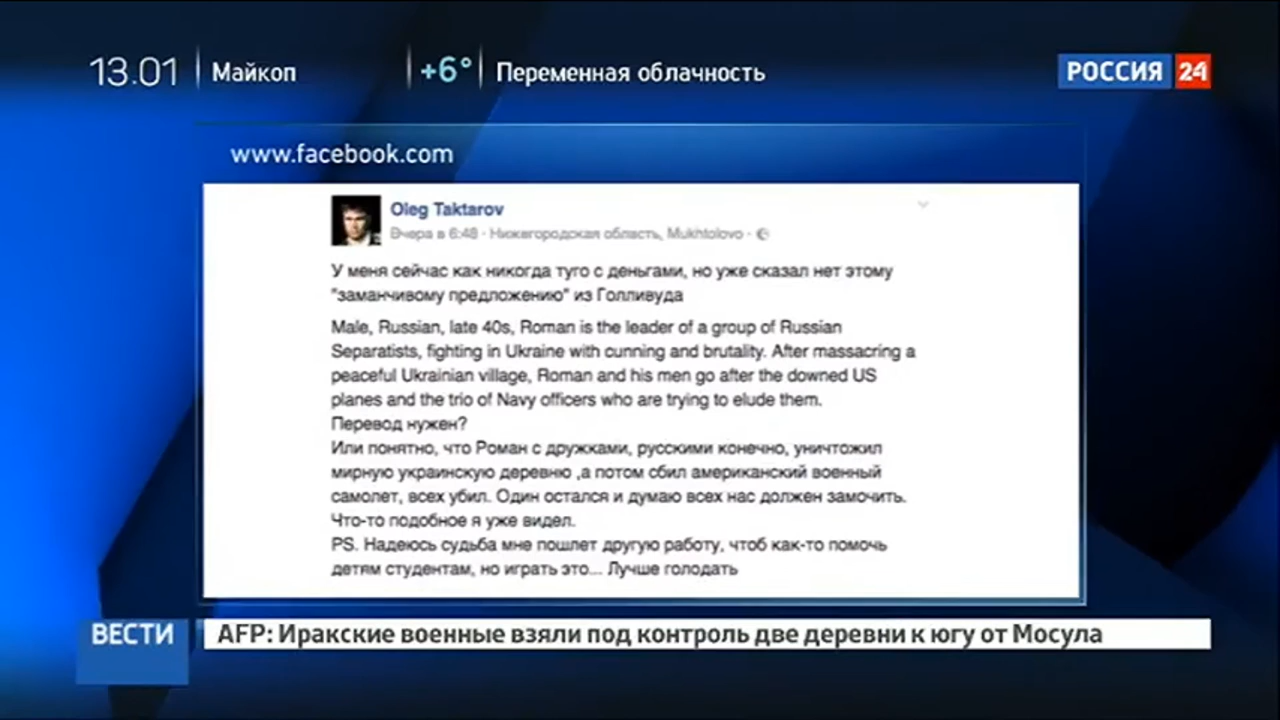 13.01 Майкоп +6° Переменная облачность РОССИЯ 24
www.facebook.com
Oleg Taktarov
Вчера в 6:48 · Нижегородская область, Mukhtolovo ·
У меня сейчас как никогда туго с деньгами, но уже сказал нет этому
"заманчивому предложению" из Голливуда
Male, Russian, late 40s, Roman is the leader of a group of Russian
Separatists, fighting in Ukraine with cunning and brutality. After massacring a
peaceful Ukrainian village, Roman and his men go after the downed US
planes and the trio of Navy officers who are trying to elude them.
Перевод нужен?
Или понятно, что Роман с дружками, русскими конечно, уничтожил
мирную украинскую деревню ,а потом сбил американский военный
самолет, всех убил. Один остался и думаю всех нас должен замочить.
Что-то подобное я уже видел.
PS. Надеюсь судьба мне пошлет другую работу, чтоб как-то помочь
детям студентам, но играть это... Лучше голодать
ВЕСТИ AFP: Иракские военные взяли под контроль две деревни к югу от Мосула